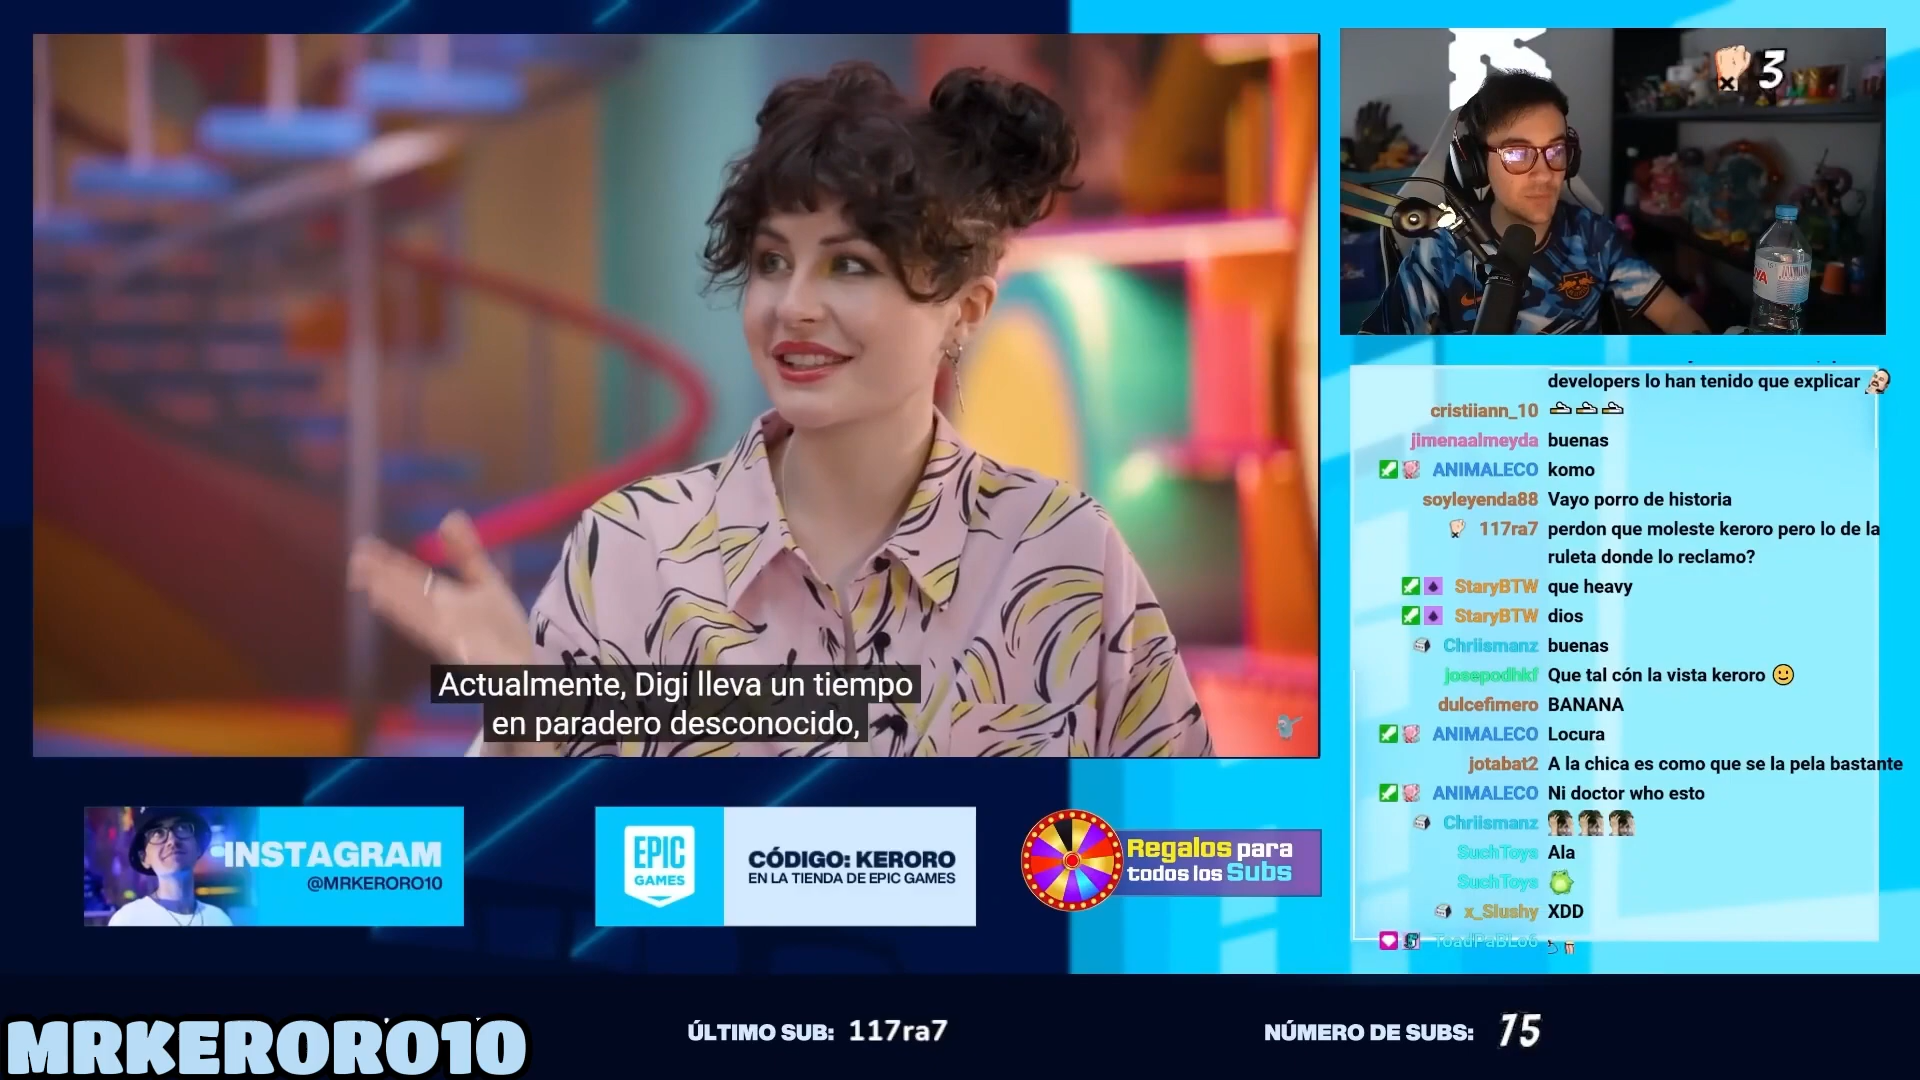 3
Actualmente, Digi lleva un tiempo
en paradero desconocido,
developers lo han tenido que explicar
cristiiann_10
jimenaalmeyda buenas
ANIMALECO komo
soyleyenda88 Vayo porro de historia
117ra7 perdon que moleste keroro pero lo de la
ruleta donde lo reclamo?
StaryBTW que heavy
StaryBTW dios
Chriismanz buenas
josepodhkf Que tal cón la vista keroro
dulcefimero BANANA
ANIMALECO Locura
jotabat2 A la chica es como que se la pela bastante
ANIMALECO Ni doctor who esto
Chriismanz
SuchToys Ala
SuchToys
x_Slushy XDD
ToadPaBLo6
INSTAGRAM
@MRKERORO10
EPIC
GAMES
CÓDIGO: KERORO
EN LA TIENDA DE EPIC GAMES
Regalos para
todos los Subs
MRKERORO10
ÚLTIMO SUB: 117ra7
NÚMERO DE SUBS: 75